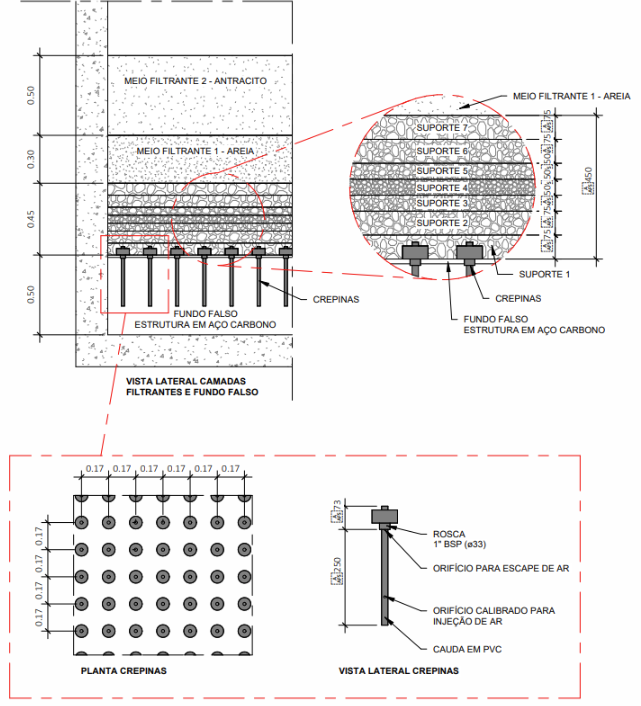 MEIO FILTRANTE 2 - ANTRACITO
MEIO FILTRANTE 1 - AREIA
0.50
0.30
0.45
0.50
CREPINAS
FUNDO FALSO
ESTRUTURA EM AÇO CARBONO
VISTA LATERAL CAMADAS
FILTRANTES E FUNDO FALSO
MEIO FILTRANTE 1 - AREIA
SUPORTE 7
SUPORTE 6
SUPORTE 5
SUPORTE 4
SUPORTE 3
SUPORTE 2
SUPORTE 1
75
75
50
50
50
75
75
450
CREPINAS
FUNDO FALSO
ESTRUTURA EM AÇO CARBONO
0.17 0.17 0.17 0.17 0.17 0.17
0.17
0.17
0.17
0.17
PLANTA CREPINAS
73
250
ROSCA
1" BSP (ø33)
ORIFÍCIO PARA ESCAPE DE AR
ORIFÍCIO CALIBRADO PARA
INJEÇÃO DE AR
CAUDA EM PVC
VISTA LATERAL CREPINAS